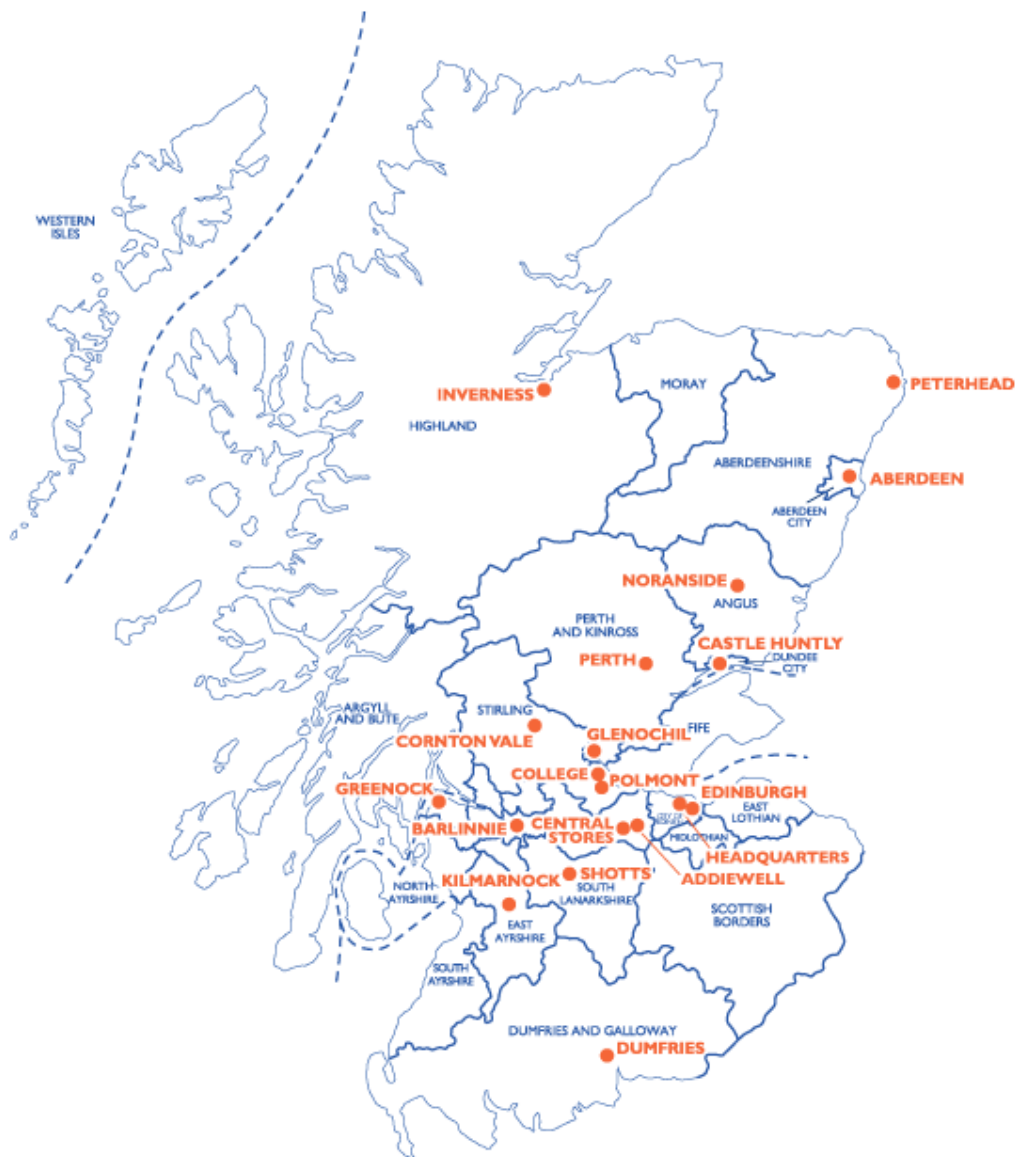 WESTERN
ISLES
INVERNESS
HIGHLAND
MORAY
PETERHEAD
ABERDEENSHIRE
ABERDEEN
ABERDEEN
CITY
NORANSIDE
ANGUS
PERTH
AND KINROSS
CASTLE HUNTLY
DUNDEE
CITY
PERTH
ARGYLL
AND BUTE
STIRLING
CORNTON VALE
GLENOCHIL
FIFE
COLLEGE
POLMONT
GREENOCK
EDINBURGH
EAST
LOTHIAN
CITY OF
MIDLOTHIAN
BARLINNIE
CENTRAL
STORES
HEADQUARTERS
ADDIEWELL
SHOTTS
KILMARNOCK
NORTH
AYRSHIRE
SOUTH
LANARKSHIRE
SCOTTISH
BORDERS
EAST
AYRSHIRE
SOUTH
AYRSHIRE
DUMFRIES AND GALLOWAY
DUMFRIES